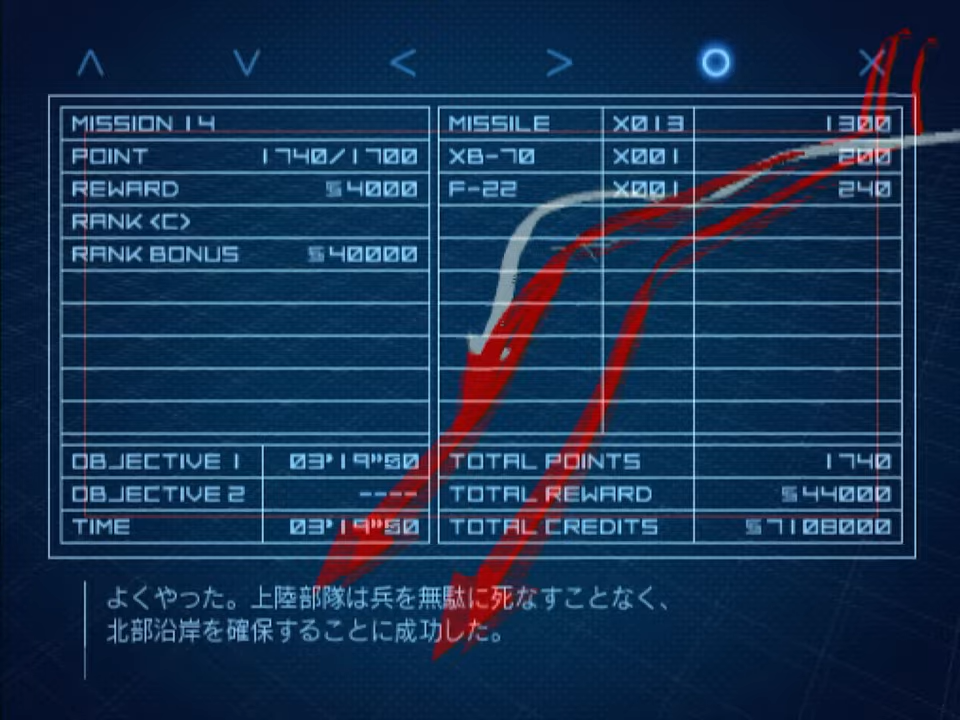 MISSION 14
POINT 1740/1700
REWARD $4000
RANK <C>
RANK BONUS $40000
MISSILE X013 1300
XB-70 X001 200
F-22 X001 240
OBJECTIVE 1 03'19"50
OBJECTIVE 2 ----
TIME 03'19"50
TOTAL POINTS 1740
TOTAL REWARD $44000
TOTAL CREDITS $7108000
よくやった。上陸部隊は兵を無駄に死なすことなく、
北部沿岸を確保することに成功した。